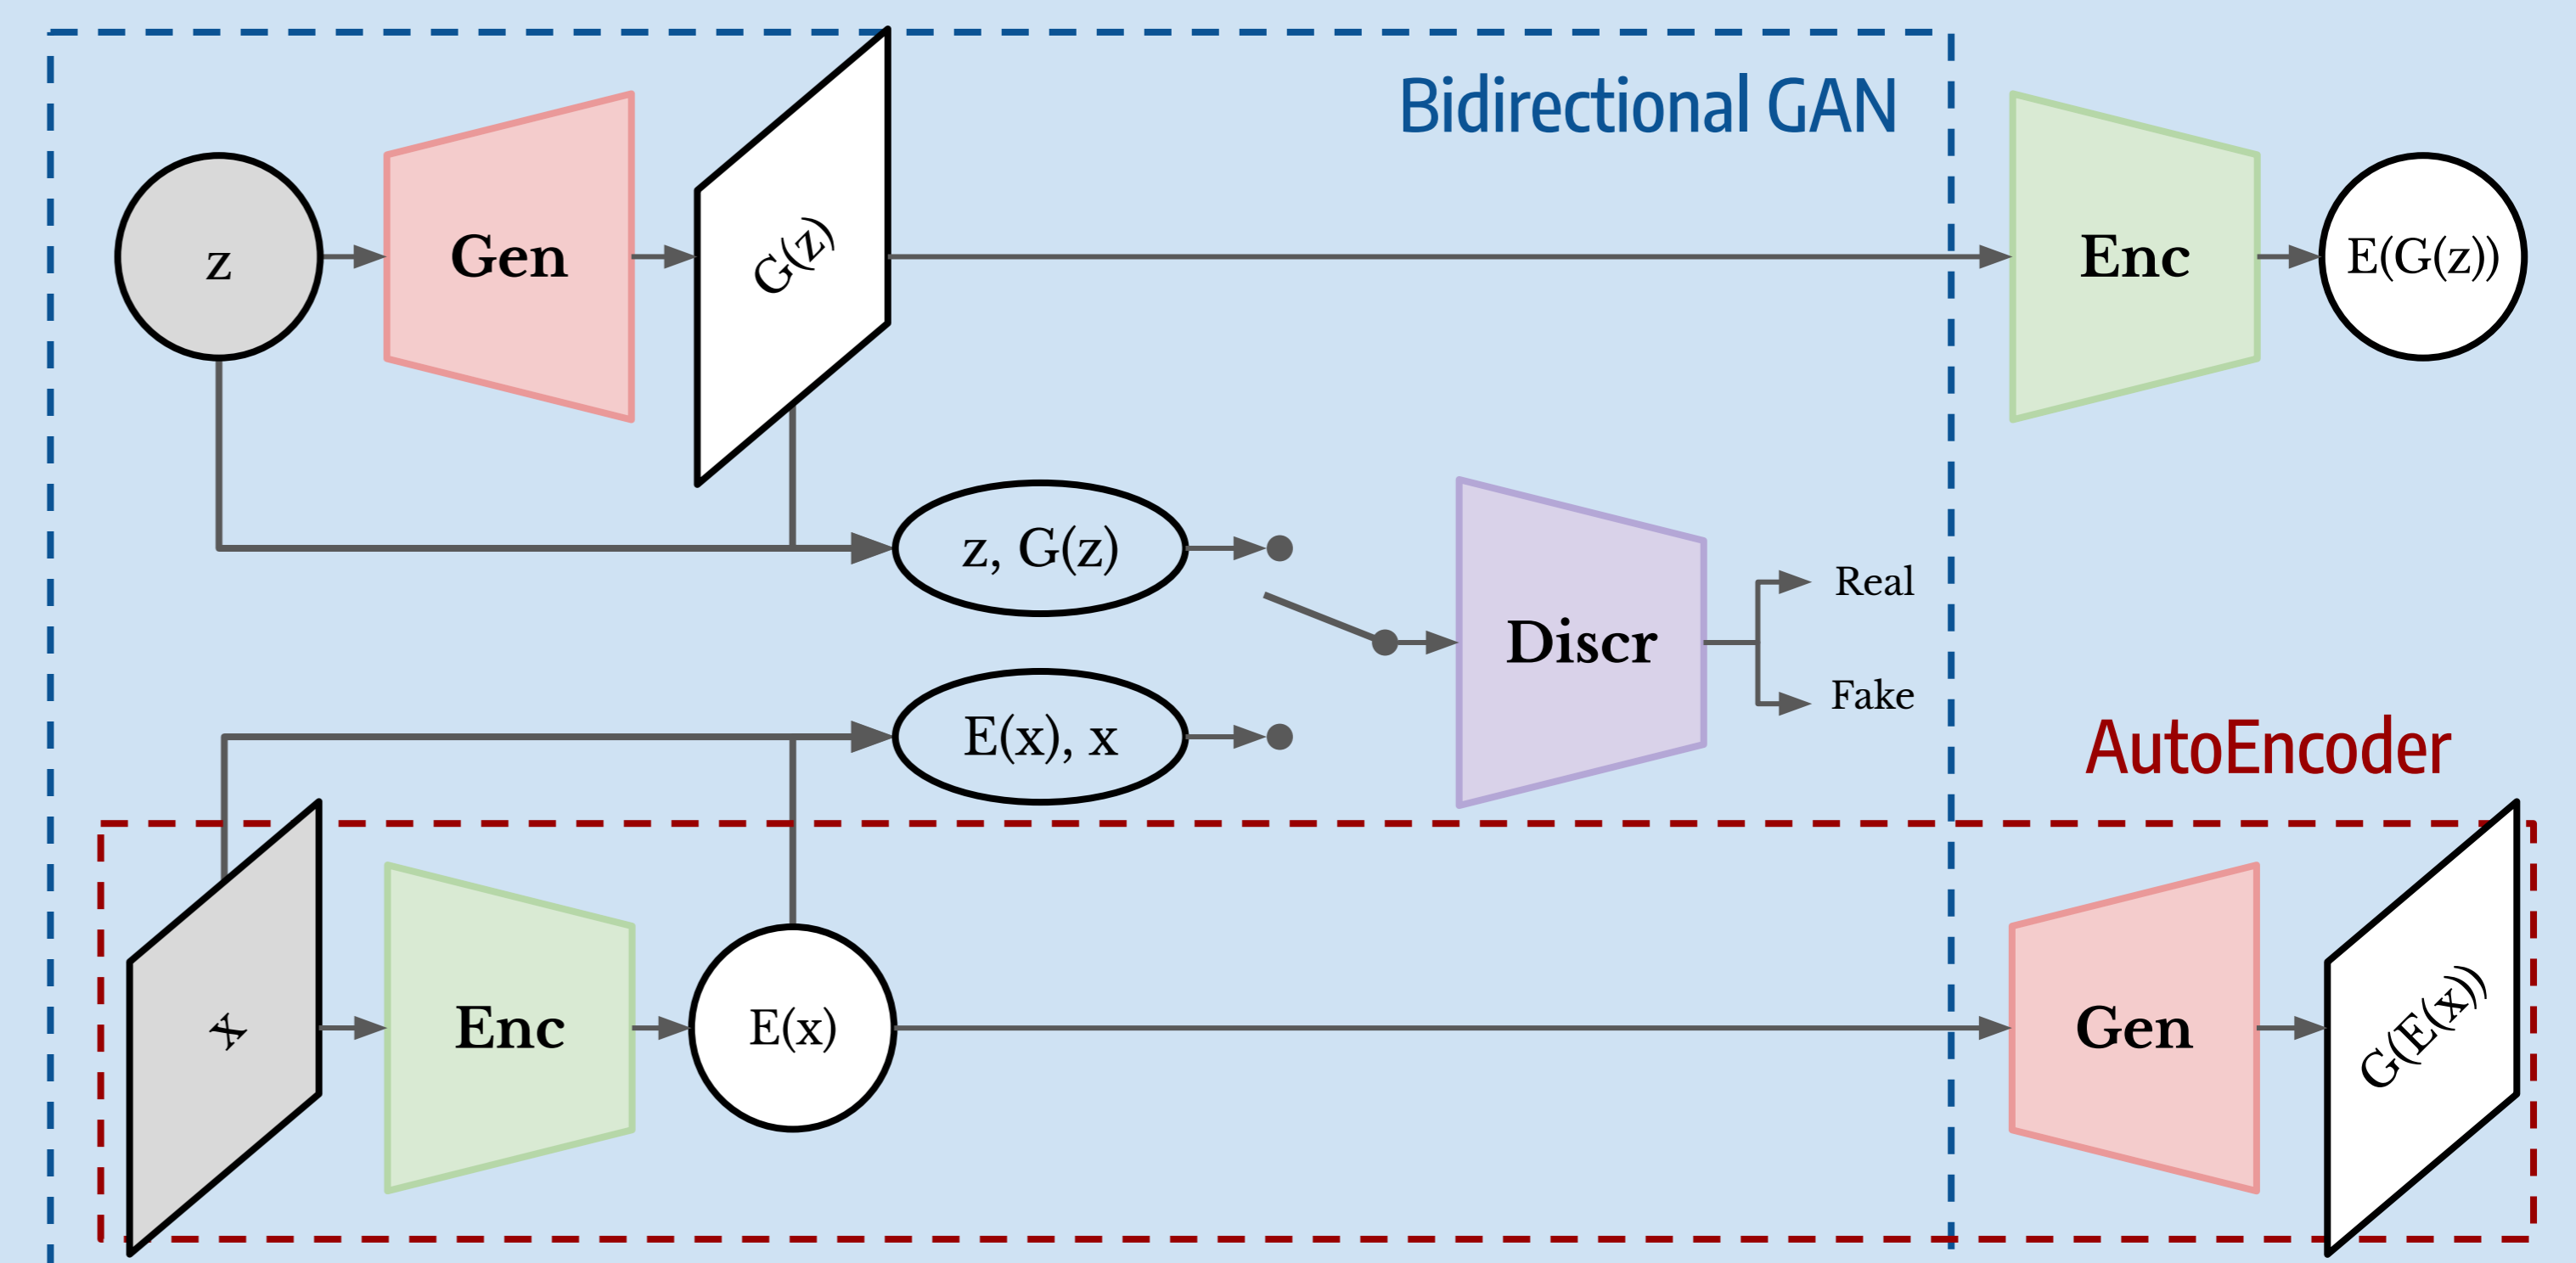 Bidirectional GAN
z
Gen
G(z)
Enc
E(G(z))
z, G(z)
Discr
Real
Fake
E(x), x
AutoEncoder
x
Enc
E(x)
Gen
G(E(x))